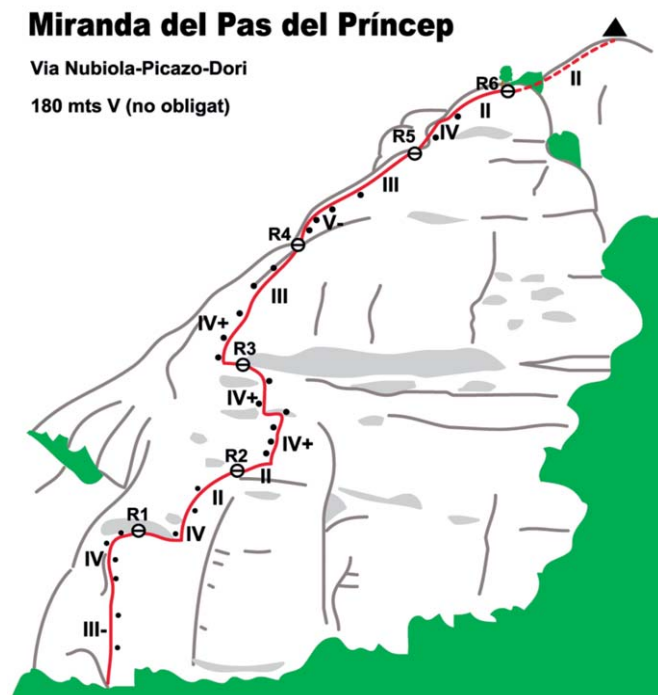 Miranda del Pas del Príncep
Via Nubiola-Picazo-Dori
180 mts V (no obligat)
R6
II
II
IV
R5
III
V-
R4
III
IV+
R3
IV+
IV+
R2
II
II
R1
IV
IV
III-